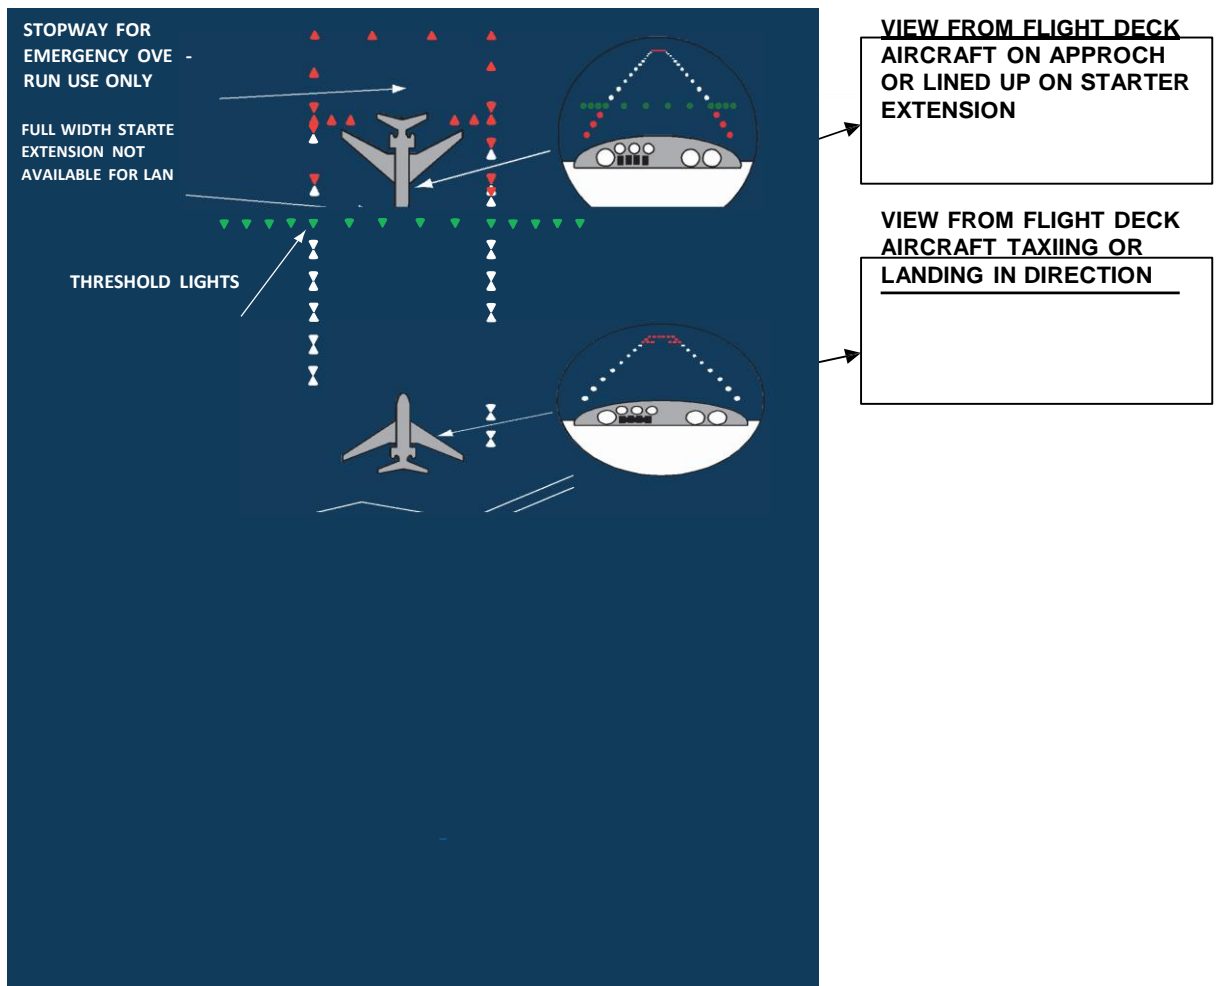 STOPWAY FOR
EMERGENCY OVE -
RUN USE ONLY
FULL WIDTH STARTE
EXTENSION NOT
AVAILABLE FOR LAN
THRESHOLD LIGHTS
VIEW FROM FLIGHT DECK
AIRCRAFT ON APPROCH
OR LINED UP ON STARTER
EXTENSION
VIEW FROM FLIGHT DECK
AIRCRAFT TAXIING OR
LANDING IN DIRECTION